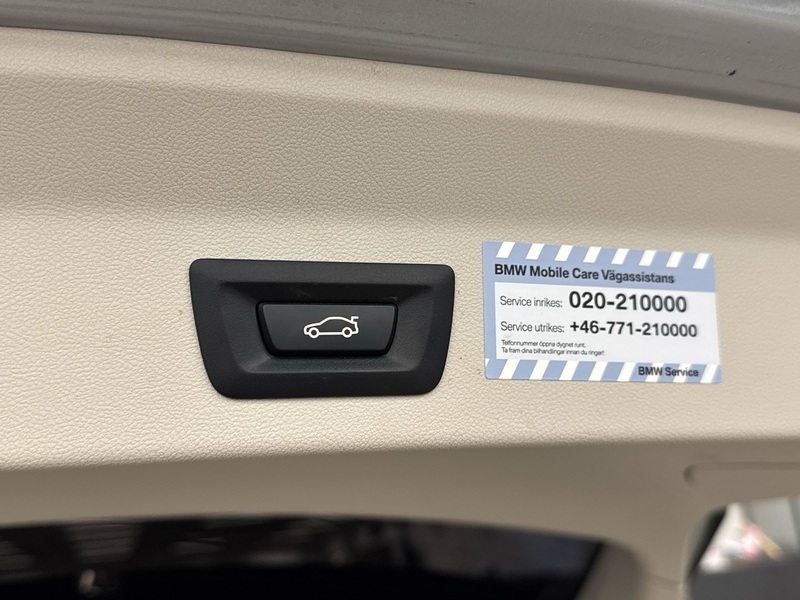 BMW Mobile Care Vägassistans
Service inrikes: 020-210000
Service utrikes: +46-771-210000
Telfonnummer öppna dygnet runt.
Ta fram dina bilhandlingar innan du ringer!
BMW Service